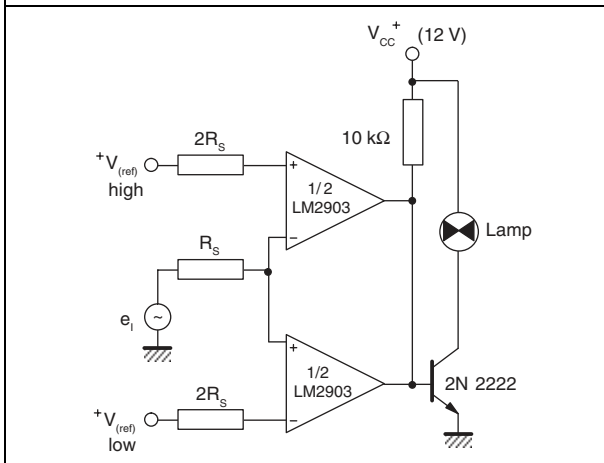 V_CC^+ (12 V)
2R_S
10 kΩ
+V_(ref)
high
+
1/2
LM2903
−
Lamp
R_S
e_I
~
+
1/2
LM2903
−
2N 2222
2R_S
+V_(ref)
low